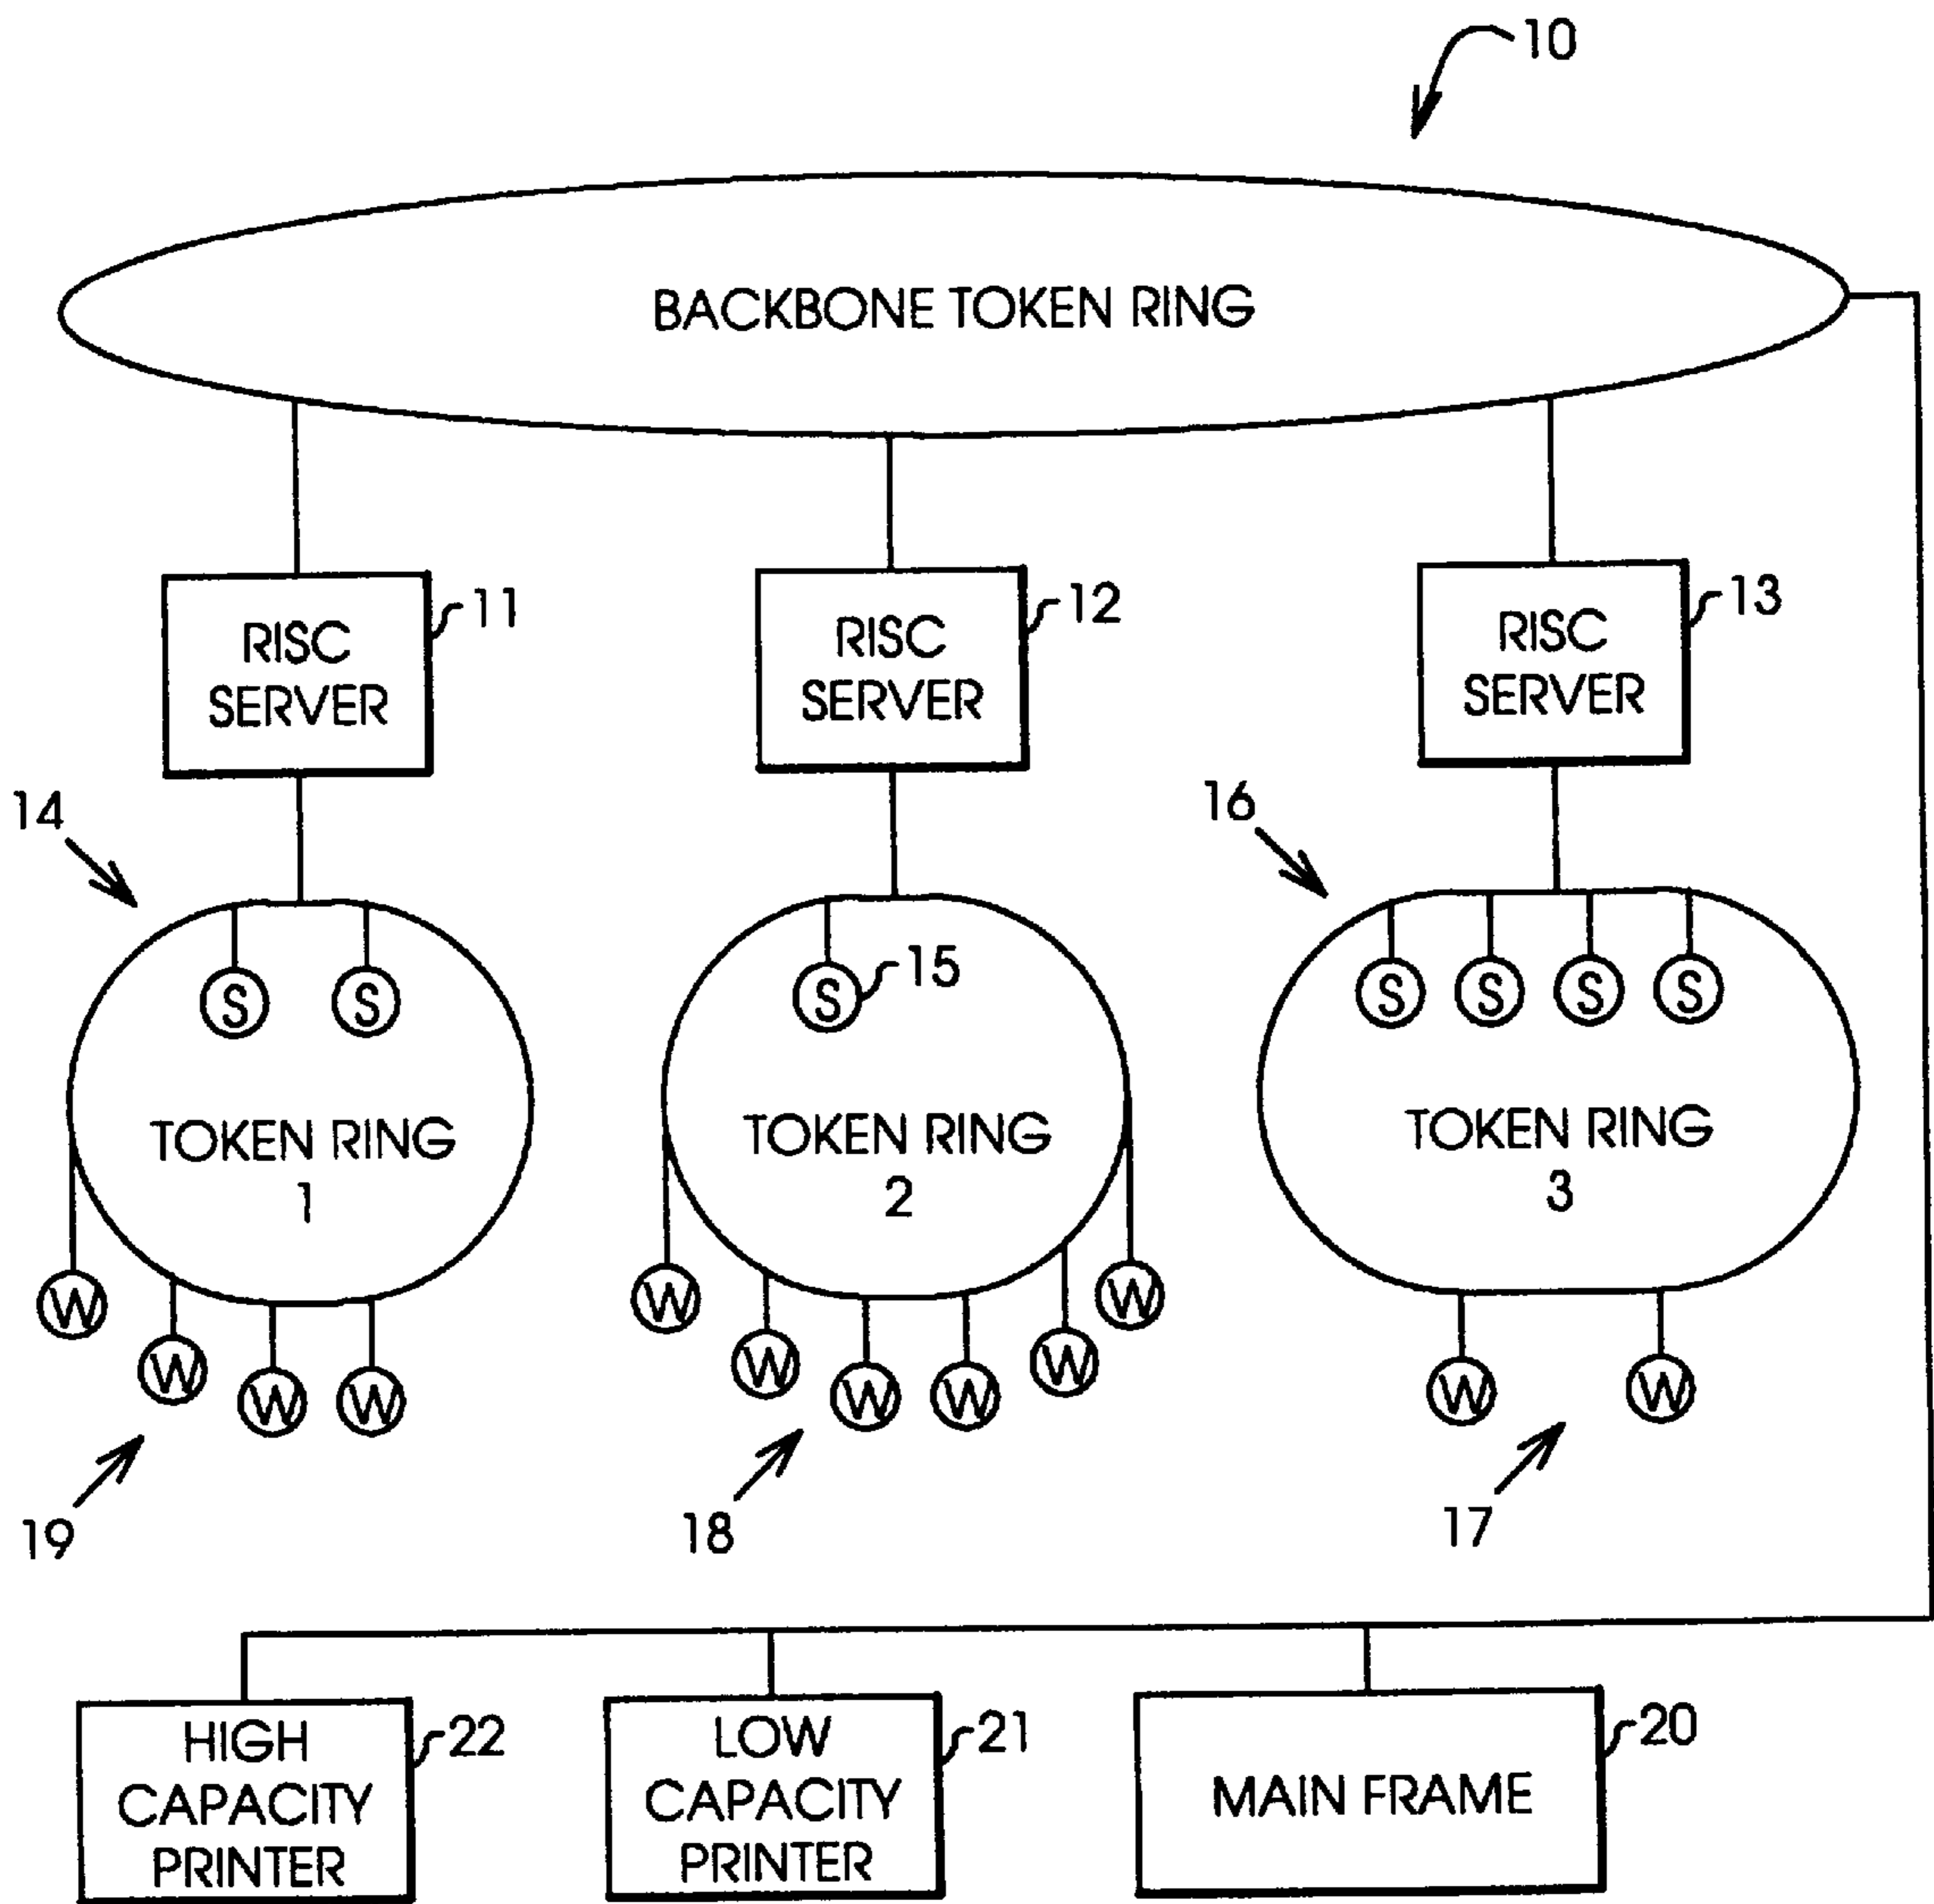 10
BACKBONE TOKEN RING
RISC
SERVER
11
RISC
SERVER
12
RISC
SERVER
13
14
16
S
S
S
15
S
S
S
S
TOKEN RING
1
TOKEN RING
2
TOKEN RING
3
W
W
W
W
W
W
W
W
W
W
W
W
19
18
17
HIGH
CAPACITY
PRINTER
22
LOW
CAPACITY
PRINTER
21
MAIN FRAME
20